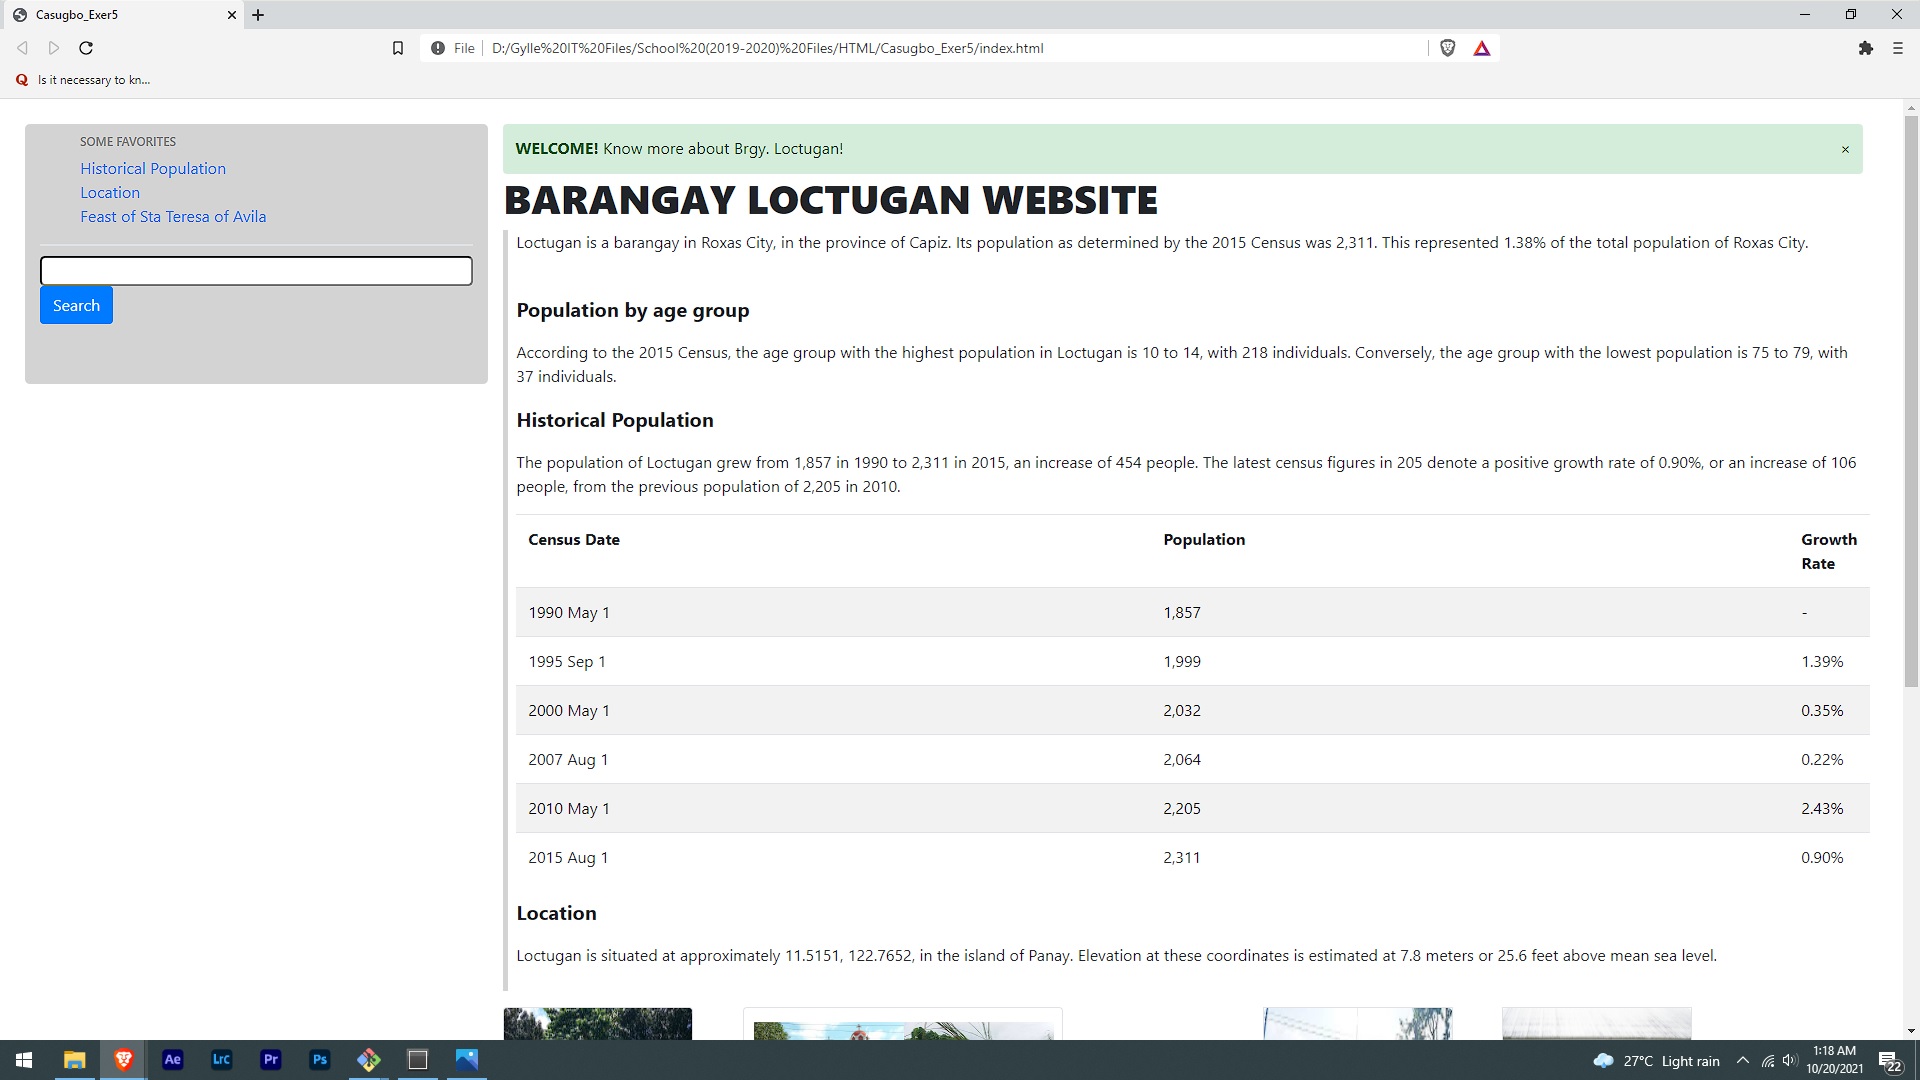 Casugbo_Exer5
File D:/Gylle%20IT%20Files/School%20(2019-2020)%20Files/HTML/Casugbo_Exer5/index.html
Is it necessary to kn...
SOME FAVORITES
Historical Population
Location
Feast of Sta Teresa of Avila
Search
WELCOME! Know more about Brgy. Loctugan! ×
BARANGAY LOCTUGAN WEBSITE
Loctugan is a barangay in Roxas City, in the province of Capiz. Its population as determined by the 2015 Census was 2,311. This represented 1.38% of the total population of Roxas City.
Population by age group
According to the 2015 Census, the age group with the highest population in Loctugan is 10 to 14, with 218 individuals. Conversely, the age group with the lowest population is 75 to 79, with
37 individuals.
Historical Population
The population of Loctugan grew from 1,857 in 1990 to 2,311 in 2015, an increase of 454 people. The latest census figures in 205 denote a positive growth rate of 0.90%, or an increase of 106
people, from the previous population of 2,205 in 2010.
Census Date Population Growth
Rate
1990 May 1 1,857 -
1995 Sep 1 1,999 1.39%
2000 May 1 2,032 0.35%
2007 Aug 1 2,064 0.22%
2010 May 1 2,205 2.43%
2015 Aug 1 2,311 0.90%
Location
Loctugan is situated at approximately 11.5151, 122.7652, in the island of Panay. Elevation at these coordinates is estimated at 7.8 meters or 25.6 feet above mean sea level.
Ae Lrc Pr Ps 27°C Light rain 1:18 AM
10/20/2021 22